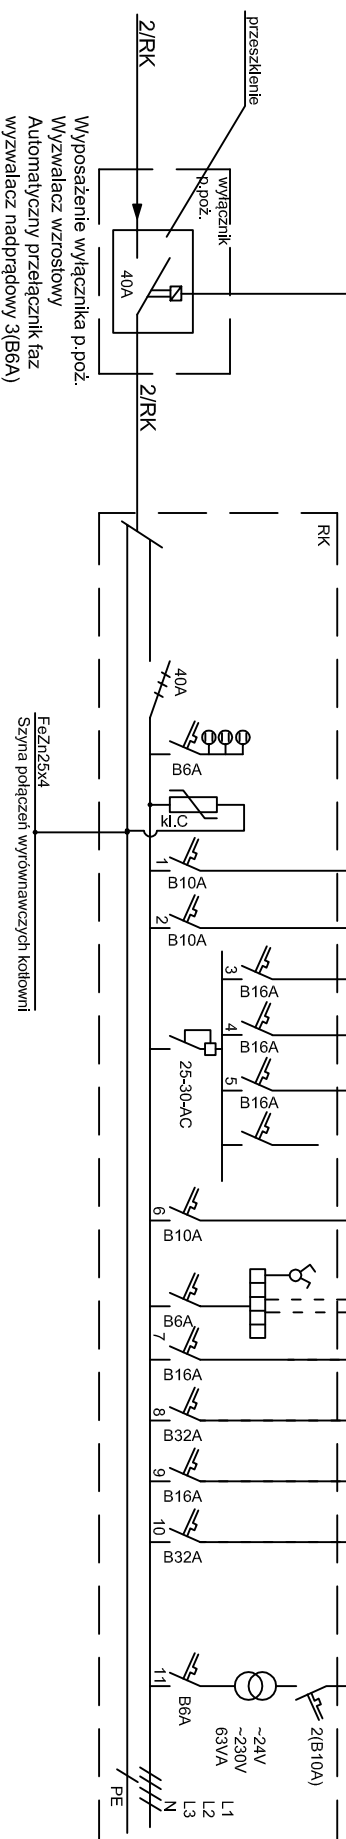 przeszklenie
2/RK
wyłącznik
p.poż.
40A
Wyposażenie wyłącznika p.poż.
Wyzwalacz wzrostowy
Automatyczny przełącznik faz
wyzwalacz nadprądowy 3(B6A)
2/RK
RK
40A
B6A
kl.C
FeZn25x4
Szyna połączeń wyrównawczych kotłowni
1
B10A
2
B10A
3
B16A
4
B16A
5
B16A
25-30-AC
6
B10A
B6A
7
B16A
8
B32A
9
B16A
10
B32A
11
B6A
~24V
~230V
63VA
2(B10A)
L1
L2
L3
N
PE